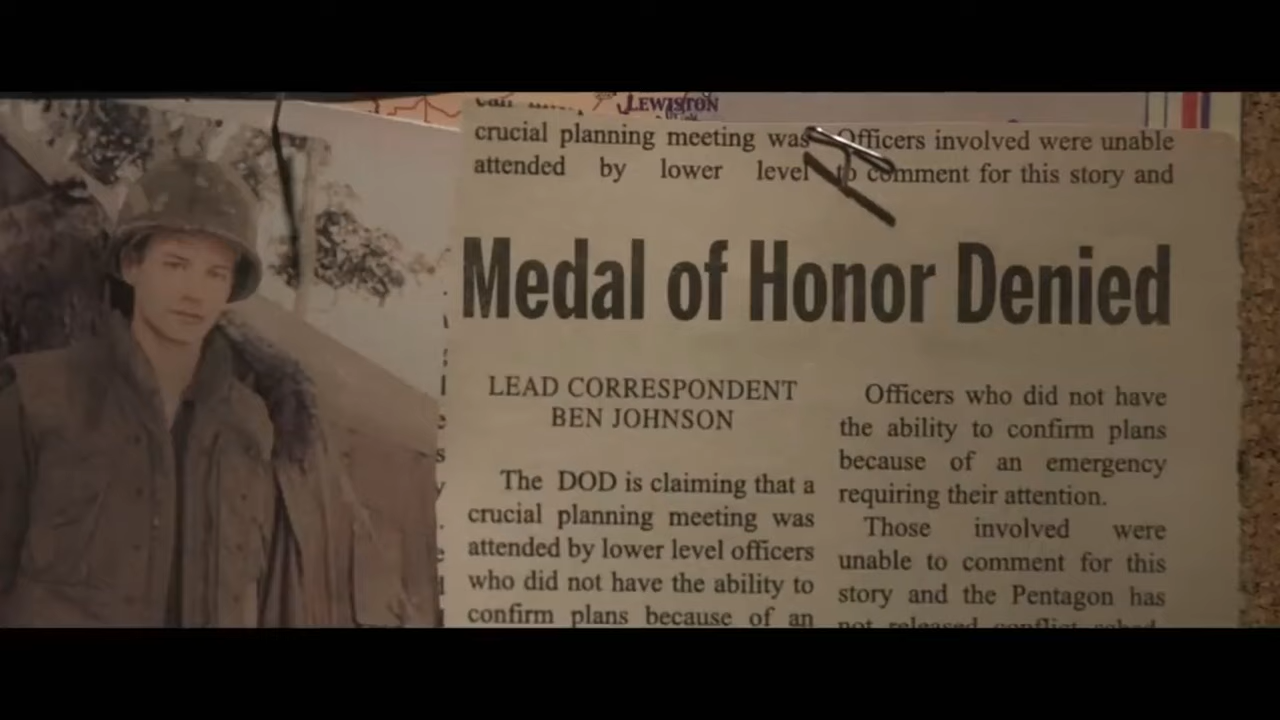 LEWISTON
crucial planning meeting was
attended by lower level
Officers involved were unable
to comment for this story and
Medal of Honor Denied
LEAD CORRESPONDENT
BEN JOHNSON
The DOD is claiming that a
crucial planning meeting was
attended by lower level officers
who did not have the ability to
confirm plans because of an
Officers who did not have
the ability to confirm plans
because of an emergency
requiring their attention.
Those involved were
unable to comment for this
story and the Pentagon has
not released conflict